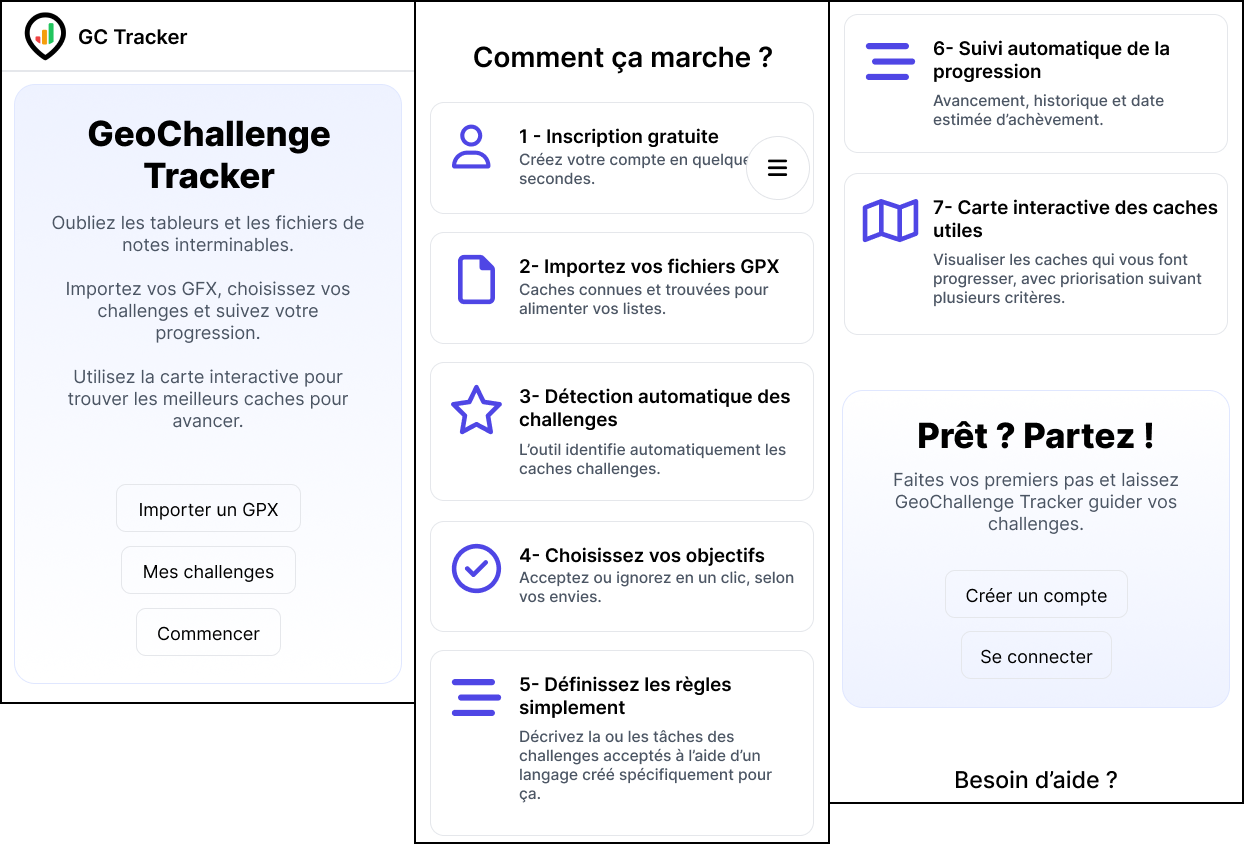 GC Tracker
GeoChallenge
Tracker
Oubliez les tableurs et les fichiers de
notes interminables.
Importez vos GFX, choisissez vos
challenges et suivez votre
progression.
Utilisez la carte interactive pour
trouver les meilleurs caches pour
avancer.
Importer un GPX
Mes challenges
Commencer
Comment ça marche ?
1 - Inscription gratuite
Créez votre compte en quelque
secondes.
2- Importez vos fichiers GPX
Caches connues et trouvées pour
alimenter vos listes.
3- Détection automatique des
challenges
L’outil identifie automatiquement les
caches challenges.
4- Choisissez vos objectifs
Acceptez ou ignorez en un clic, selon
vos envies.
5- Définissez les règles
simplement
Décrivez la ou les tâches des
challenges acceptés à l’aide d’un
langage créé spécifiquement pour
ça.
6- Suivi automatique de la
progression
Avancement, historique et date
estimée d’achèvement.
7- Carte interactive des caches
utiles
Visualiser les caches qui vous font
progresser, avec priorisation suivant
plusieurs critères.
Prêt ? Partez !
Faites vos premiers pas et laissez
GeoChallenge Tracker guider vos
challenges.
Créer un compte
Se connecter
Besoin d’aide ?